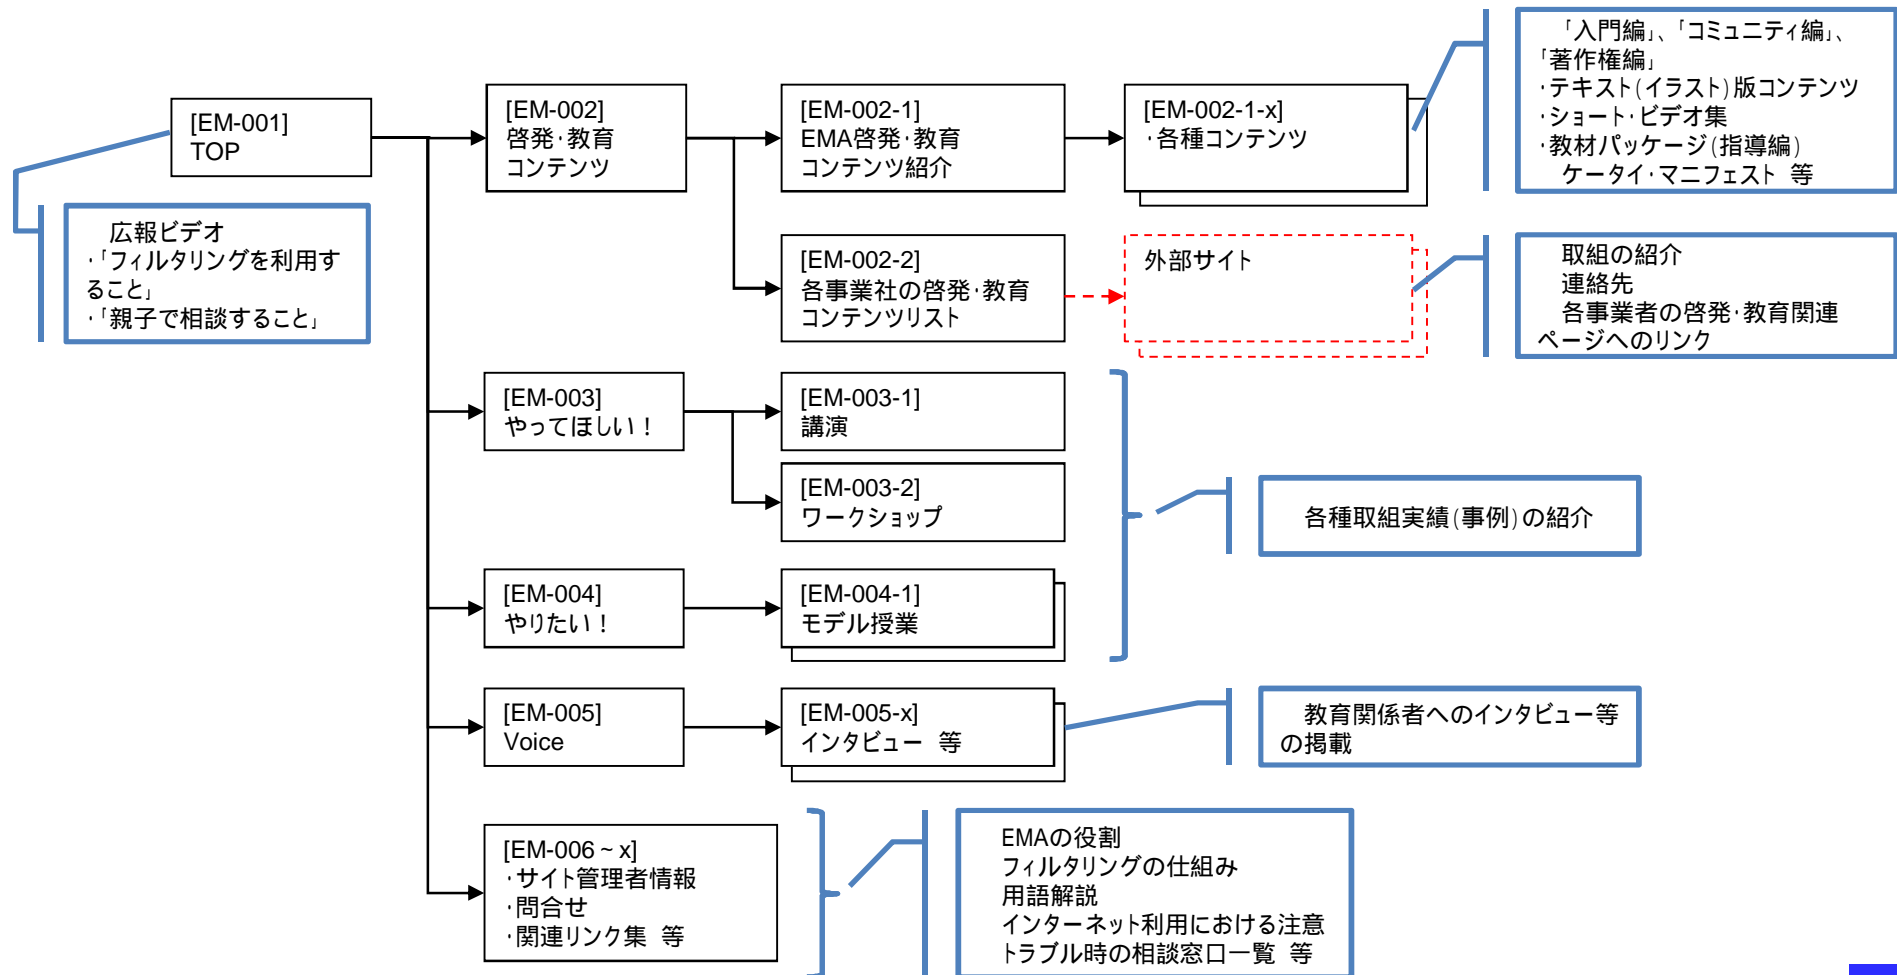 [EM-001]
TOP
広報ビデオ
・「フィルタリングを利用す
ること」
・「親子で相談すること」
[EM-002]
啓発・教育
コンテンツ
[EM-002-1]
EMA啓発・教育
コンテンツ紹介
[EM-002-1-x]
・各種コンテンツ
「入門編」、「コミュニティ編」、
「著作権編」
・テキスト(イラスト)版コンテンツ
・ショート・ビデオ集
・教材パッケージ(指導編)
ケータイ・マニフェスト 等
[EM-002-2]
各事業社の啓発・教育
コンテンツリスト
外部サイト
取組の紹介
連絡先
各事業者の啓発・教育関連
ページへのリンク
[EM-003]
やってほしい！
[EM-003-1]
講演
[EM-003-2]
ワークショップ
各種取組実績(事例)の紹介
[EM-004]
やりたい！
[EM-004-1]
モデル授業
[EM-005]
Voice
[EM-005-x]
インタビュー 等
教育関係者へのインタビュー等
の掲載
[EM-006～x]
・サイト管理者情報
・問合せ
・関連リンク集 等
EMAの役割
フィルタリングの仕組み
用語解説
インターネット利用における注意
トラブル時の相談窓口一覧 等